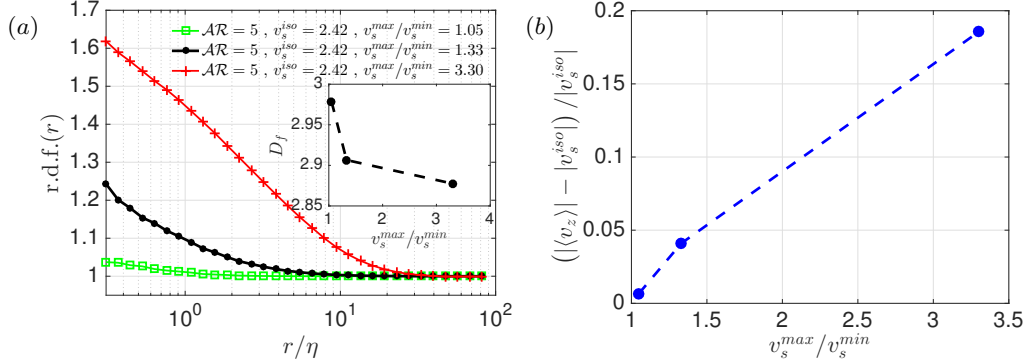 (a)
𝒜ℛ = 5 , v_s^{iso} = 2.42 , v_s^{max}/v_s^{min} = 1.05
𝒜ℛ = 5 , v_s^{iso} = 2.42 , v_s^{max}/v_s^{min} = 1.33
𝒜ℛ = 5 , v_s^{iso} = 2.42 , v_s^{max}/v_s^{min} = 3.30
r.d.f.(r)
1.7
1.6
1.5
1.4
1.3
1.2
1.1
1
10^0
10^1
10^2
r/η
D_f
3
2.95
2.9
2.85
1
2
3
4
v_s^{max}/v_s^{min}
(b)
(|⟨v_z⟩| − |v_s^{iso}|) /|v_s^{iso}|
0.2
0.15
0.1
0.05
0
1
1.5
2
2.5
3
3.5
v_s^{max}/v_s^{min}